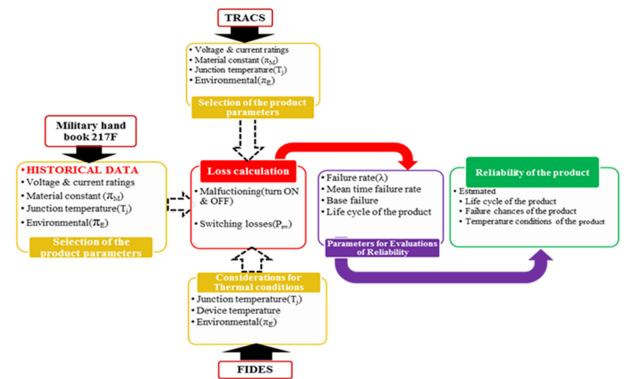 TRACS
• Voltage & current ratings
• Material constant (πM)
• Junction temperature(Tj)
• Environmental(πE)
Selection of the product
parameters
Military hand
book 217F
• HISTORICAL DATA
• Voltage & current ratings
• Material constant (πM)
• Junction temperature(Tj)
• Environmental(πE)
Selection of the
product parameters
Loss calculation
• Malfuctioning(turn ON
& OFF)
• Switching losses(Psw)
• Failure rate(λ)
• Mean time failure rate
• Base failure
• Life cycle of the product
Parameters for Evaluations
of Reliability
Reliability of the product
• Estimated
• Life cycle of the product
• Failure chances of the product
• Temperature conditions of the product
Considerations for
Thermal conditions
• Junction temperature(Tj)
• Device temperature
• Environmental(πE)
FIDES